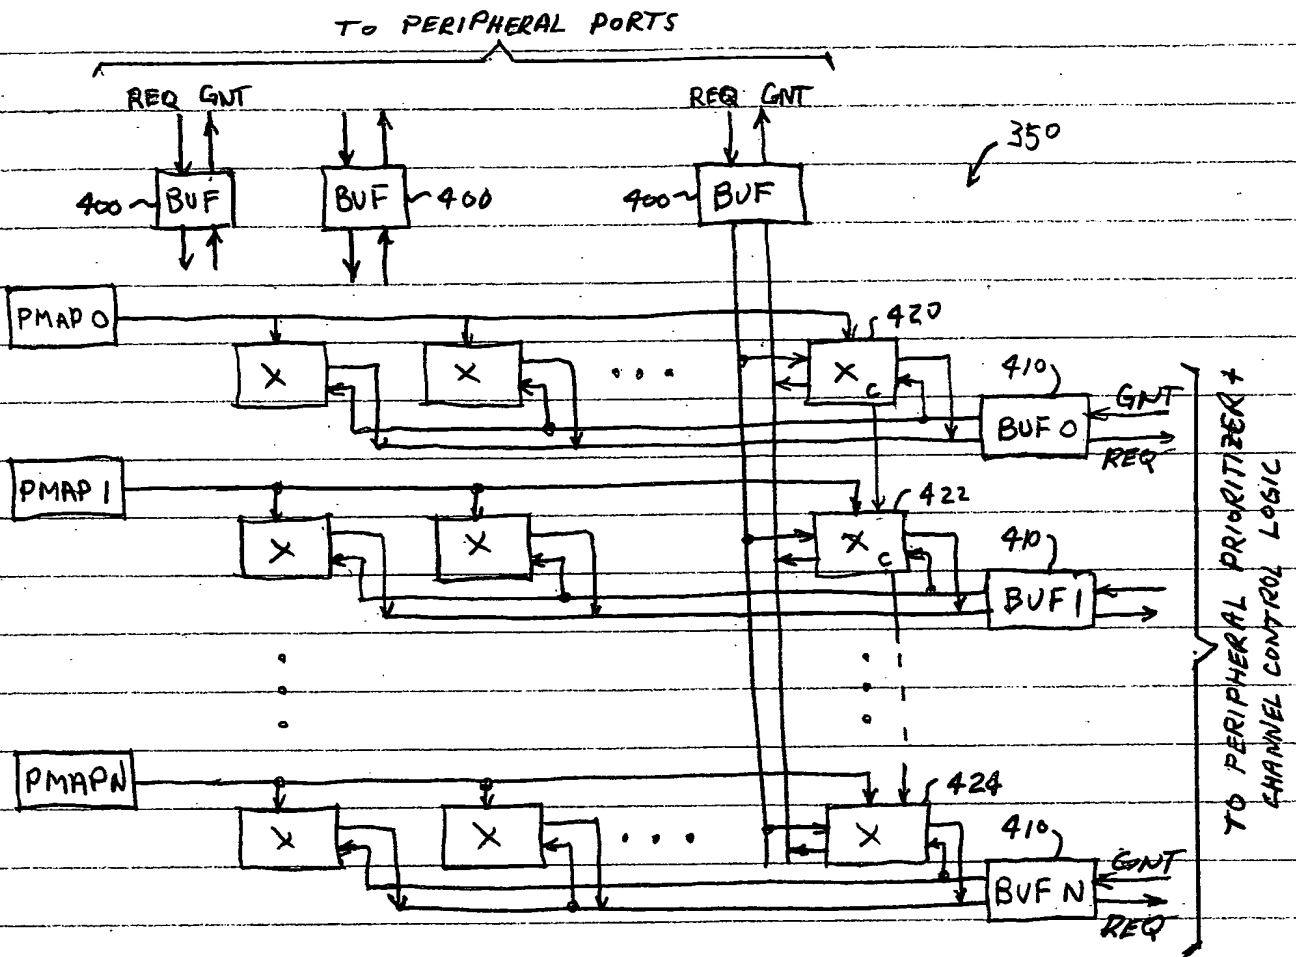 TO PERIPHERAL PORTS
REQ GNT
REQ GNT
350
400
BUF
BUF
400
400
BUF
PMAP 0
420
X
X
X
C
410
GNT
BUF 0
REQ
PMAP 1
422
X
X
X
C
410
BUF 1
PMAP N
424
X
X
X
410
GNT
BUF N
REQ
TO PERIPHERAL PRIORITIZER +
CHANNEL CONTROL LOGIC